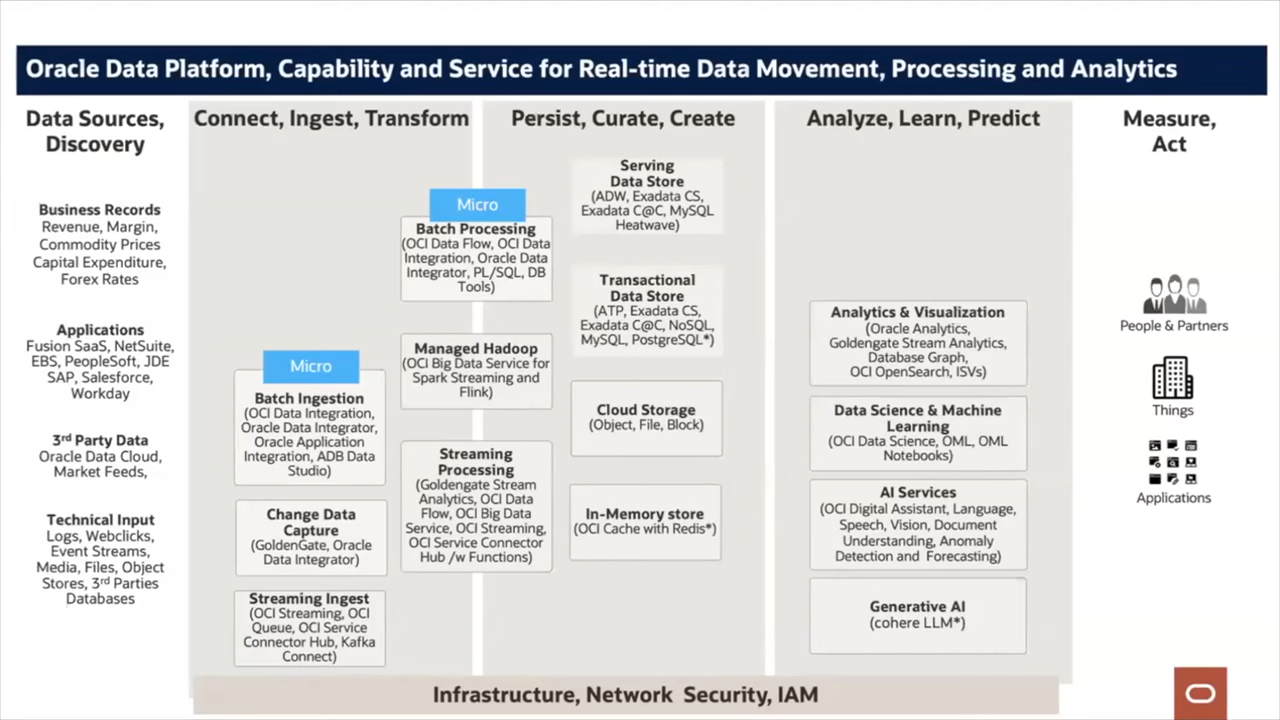 Oracle Data Platform, Capability and Service for Real-time Data Movement, Processing and Analytics
Data Sources,
Discovery
Business Records
Revenue, Margin,
Commodity Prices
Capital Expenditure,
Forex Rates
Applications
Fusion SaaS, NetSuite,
EBS, PeopleSoft, JDE
SAP, Salesforce,
Workday
3rd Party Data
Oracle Data Cloud,
Market Feeds,
Technical Input
Logs, Webclicks,
Event Streams,
Media, Files, Object
Stores, 3rd Parties
Databases
Connect, Ingest, Transform
Micro
Batch Ingestion
(OCI Data Integration,
Oracle Data Integrator,
Oracle Application
Integration, ADB Data
Studio)
Change Data
Capture
(GoldenGate, Oracle
Data Integrator)
Streaming Ingest
(OCI Streaming, OCI
Queue, OCI Service
Connector Hub, Kafka
Connect)
Micro
Batch Processing
(OCI Data Flow, OCI Data
Integration, Oracle Data
Integrator, PL/SQL, DB
Tools)
Managed Hadoop
(OCI Big Data Service for
Spark Streaming and
Flink)
Streaming
Processing
(Goldengate Stream
Analytics, OCI Data
Flow, OCI Big Data
Service, OCI Streaming,
OCI Service Connector
Hub /w Functions)
Persist, Curate, Create
Serving
Data Store
(ADW, Exadata CS,
Exadata C@C, MySQL
Heatwave)
Transactional
Data Store
(ATP, Exadata CS,
Exadata C@C, NoSQL,
MySQL, PostgreSQL*)
Cloud Storage
(Object, File, Block)
In-Memory store
(OCI Cache with Redis*)
Analyze, Learn, Predict
Analytics & Visualization
(Oracle Analytics,
Goldengate Stream Analytics,
Database Graph,
OCI OpenSearch, ISVs)
Data Science & Machine
Learning
(OCI Data Science, OML, OML
Notebooks)
AI Services
(OCI Digital Assistant, Language,
Speech, Vision, Document
Understanding, Anomaly
Detection and Forecasting)
Generative AI
(cohere LLM*)
Measure,
Act
People & Partners
Things
Applications
Infrastructure, Network Security, IAM